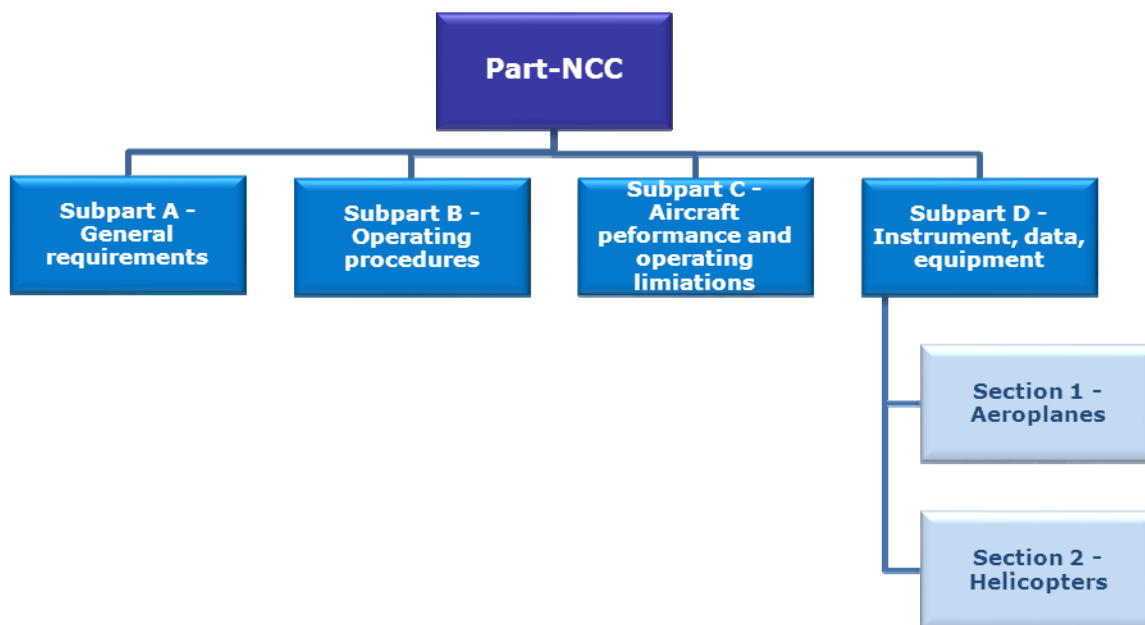 Part-NCC
Subpart A -
General
requirements
Subpart B -
Operating
procedures
Subpart C -
Aircraft
peformance and
operating
limiations
Subpart D -
Instrument, data,
equipment
Section 1 -
Aeroplanes
Section 2 -
Helicopters